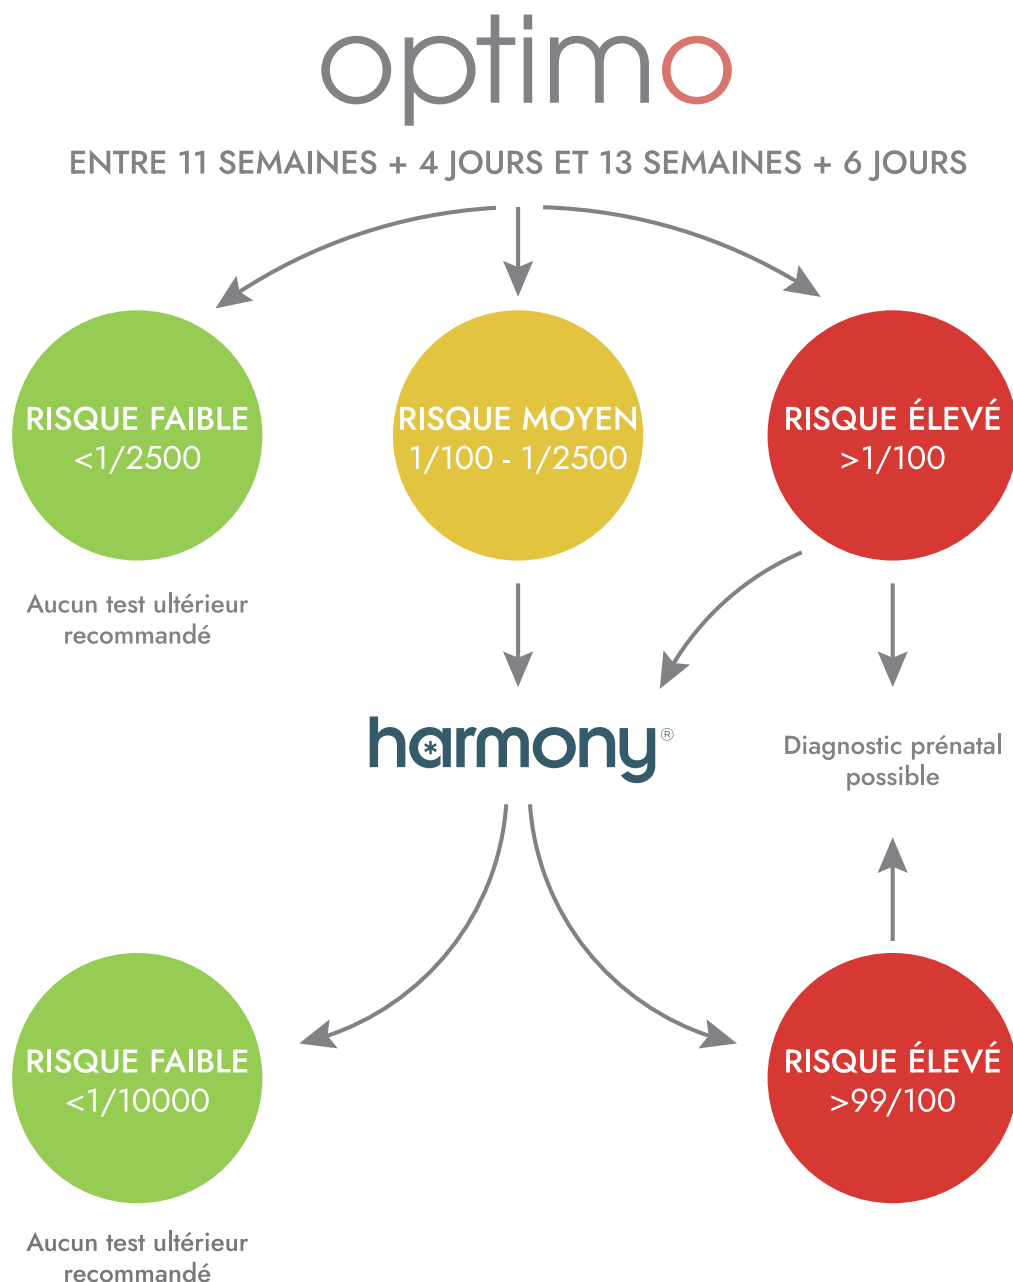 optimo
ENTRE 11 SEMAINES + 4 JOURS ET 13 SEMAINES + 6 JOURS
RISQUE FAIBLE
<1/2500
RISQUE MOYEN
1/100 - 1/2500
RISQUE ÉLEVÉ
>1/100
Aucun test ultérieur
recommandé
harmony®
Diagnostic prénatal
possible
RISQUE FAIBLE
<1/10000
RISQUE ÉLEVÉ
>99/100
Aucun test ultérieur
recommandé